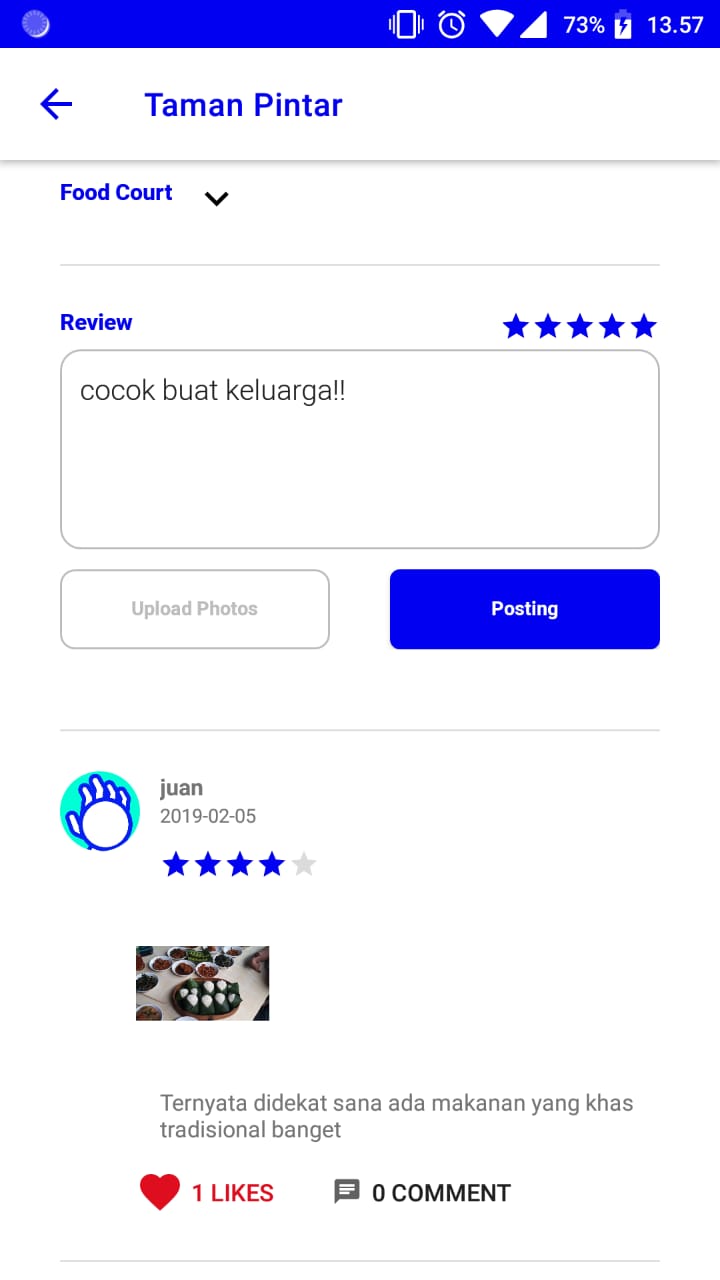 73% 13.57
Taman Pintar
Food Court
Review
cocok buat keluarga!!
Upload Photos Posting
juan
2019-02-05
Ternyata didekat sana ada makanan yang khas
tradisional banget
1 LIKES 0 COMMENT